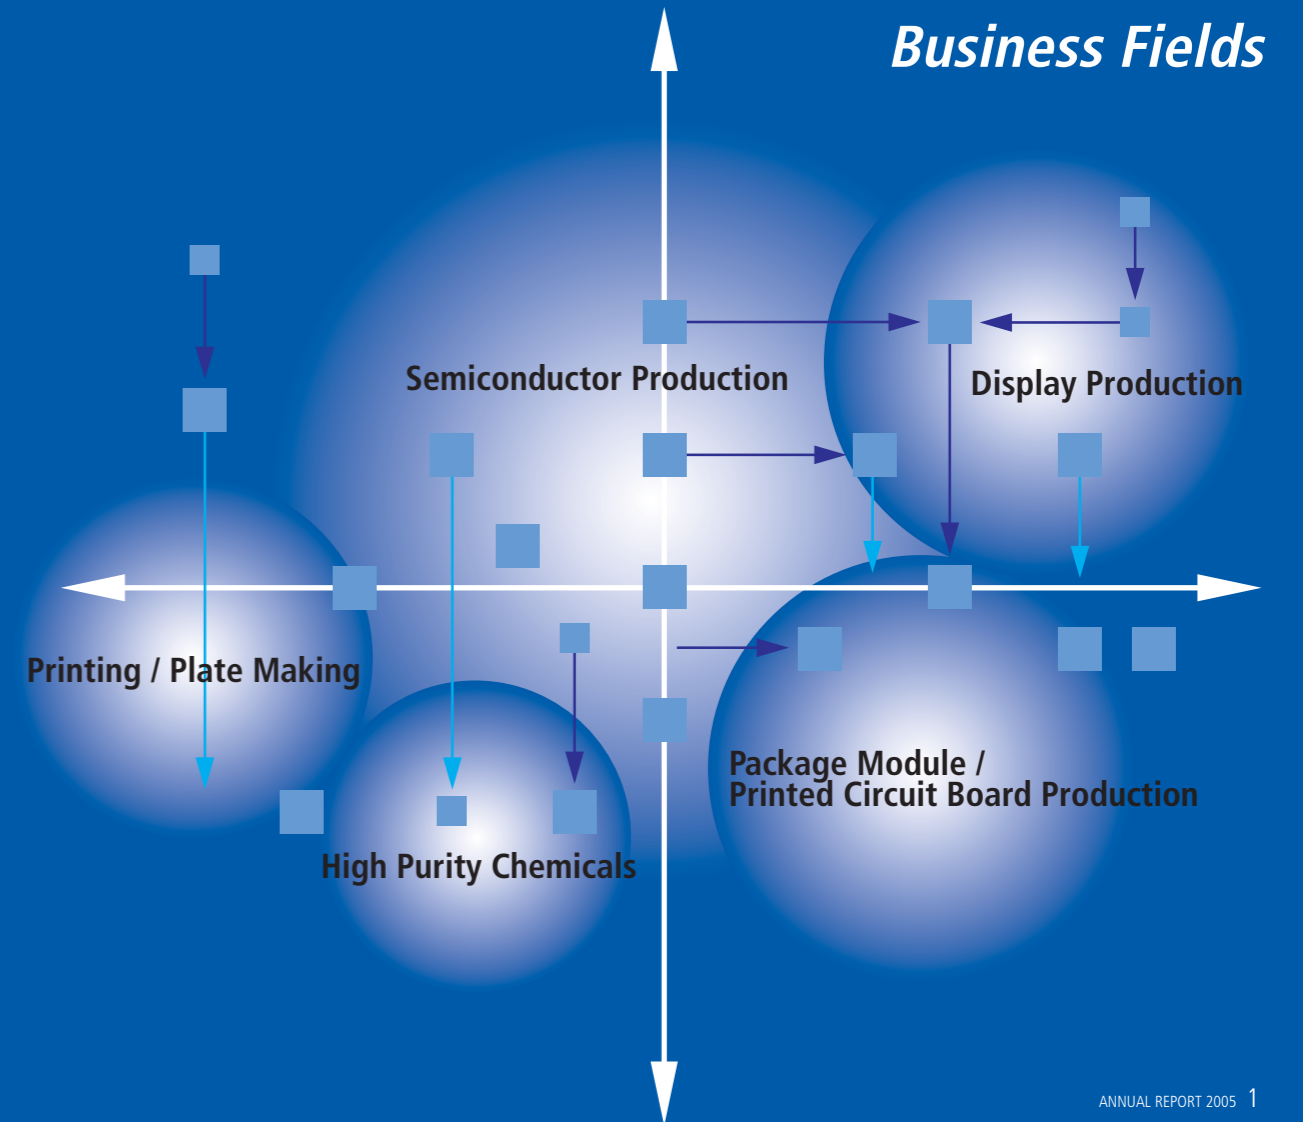 Business Fields
Semiconductor Production
Display Production
Printing / Plate Making
Package Module /
Printed Circuit Board Production
High Purity Chemicals
ANNUAL REPORT 2005 1